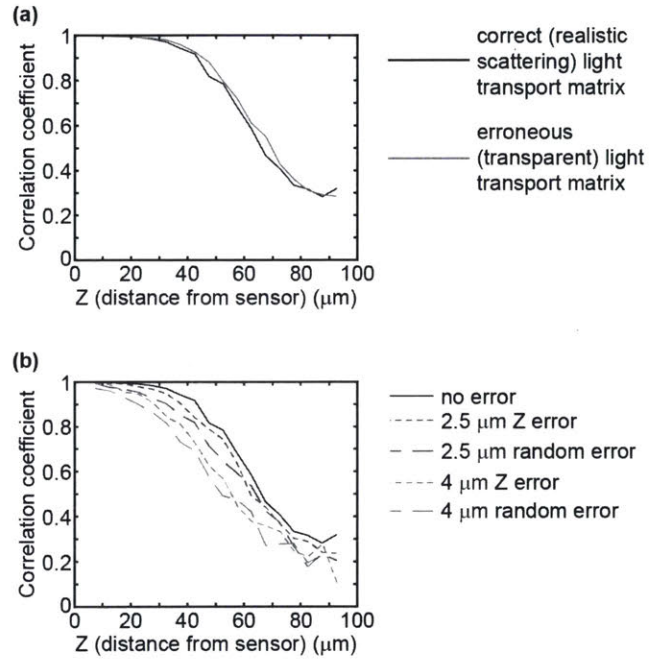 (a)
Correlation coefficient
1
0.8
0.6
0.4
0.2
0
0 20 40 60 80 100
Z (distance from sensor) (μm)
correct (realistic
scattering) light
transport matrix
erroneous
(transparent) light
transport matrix
(b)
Correlation coefficient
1
0.8
0.6
0.4
0.2
0
0 20 40 60 80 100
Z (distance from sensor) (μm)
no error
2.5 μm Z error
2.5 μm random error
4 μm Z error
4 μm random error